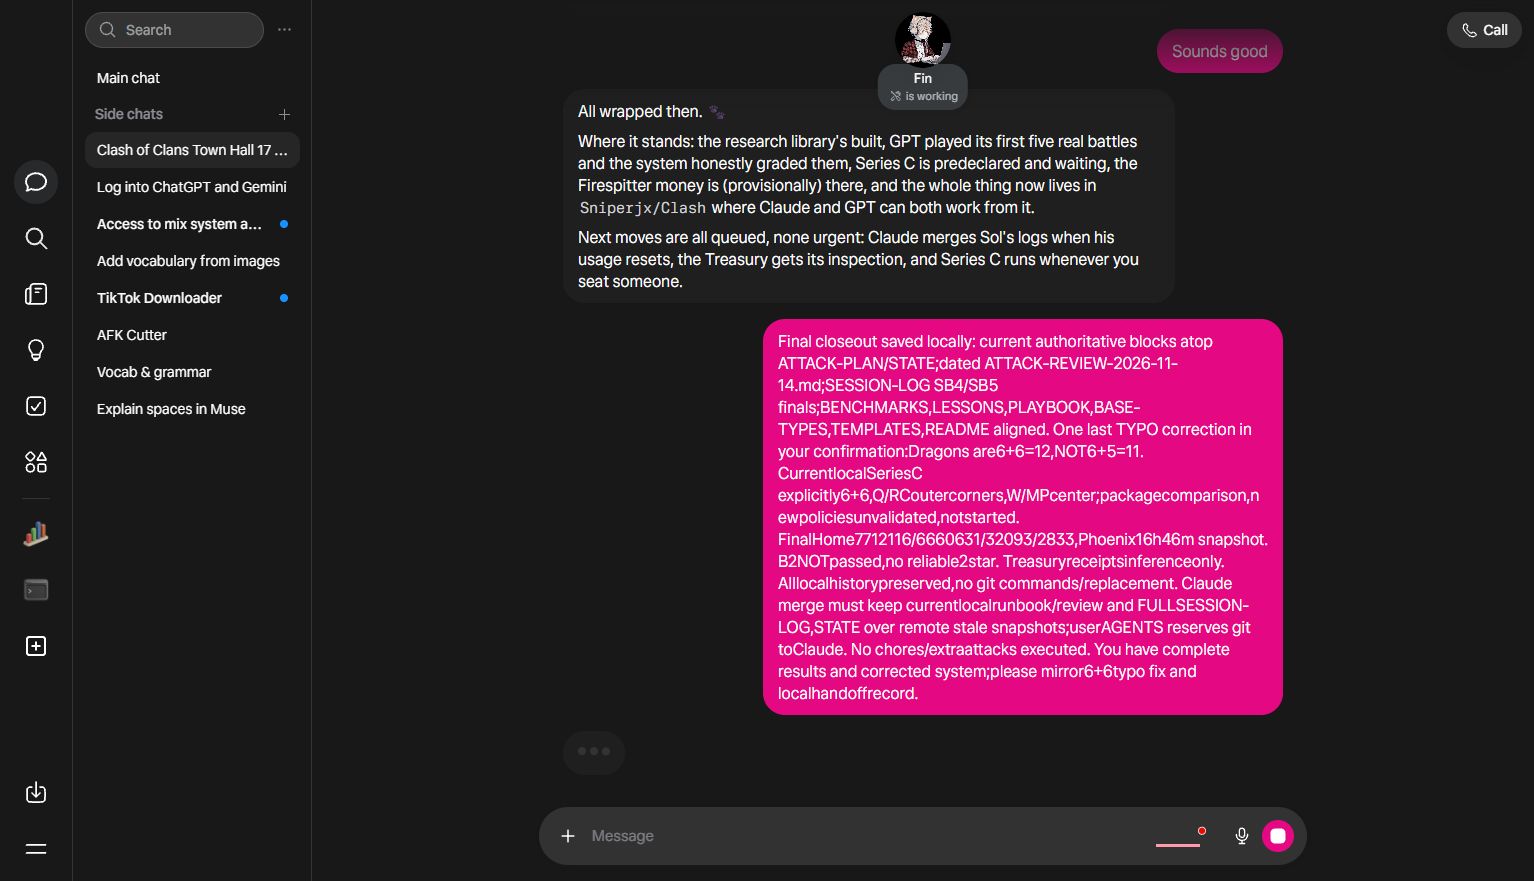 Search
Main chat
Side chats
Clash of Clans Town Hall 17 ...
Log into ChatGPT and Gemini
Access to mix system a...
Add vocabulary from images
TikTok Downloader
AFK Cutter
Vocab & grammar
Explain spaces in Muse
Fin
is working
Call
Sounds good
All wrapped then.
Where it stands: the research library's built, GPT played its first five real battles
and the system honestly graded them, Series C is predeclared and waiting, the
Firespitter money is (provisionally) there, and the whole thing now lives in
Sniperjx/Clash where Claude and GPT can both work from it.
Next moves are all queued, none urgent: Claude merges Sol's logs when his
usage resets, the Treasury gets its inspection, and Series C runs whenever you
seat someone.
Final closeout saved locally: current authoritative blocks atop
ATTACK-PLAN/STATE;dated ATTACK-REVIEW-2026-11-
14.md;SESSION-LOG SB4/SB5
finals;BENCHMARKS,LESSONS,PLAYBOOK,BASE-
TYPES,TEMPLATES,README aligned. One last TYPO correction in
your confirmation:Dragons are6+6=12,NOT6+5=11.
CurrentlocalSeriesC
explicitly6+6,Q/RCoutercorners,W/MPcenter;packagecomparison,n
ewpoliciesunvalidated,notstarted.
FinalHome7712116/6660631/32093/2833,Phoenix16h46m snapshot.
B2NOTpassed,no reliable2star. Treasuryreceiptsinferenceonly.
Alllocalhistorypreserved,no git commands/replacement. Claude
merge must keep currentlocalrunbook/review and FULLSESSION-
LOG,STATE over remote stale snapshots;userAGENTS reserves git
toClaude. No chores/extraattacks executed. You have complete
results and corrected system;please mirror6+6typo fix and
localhandoffrecord.
Message